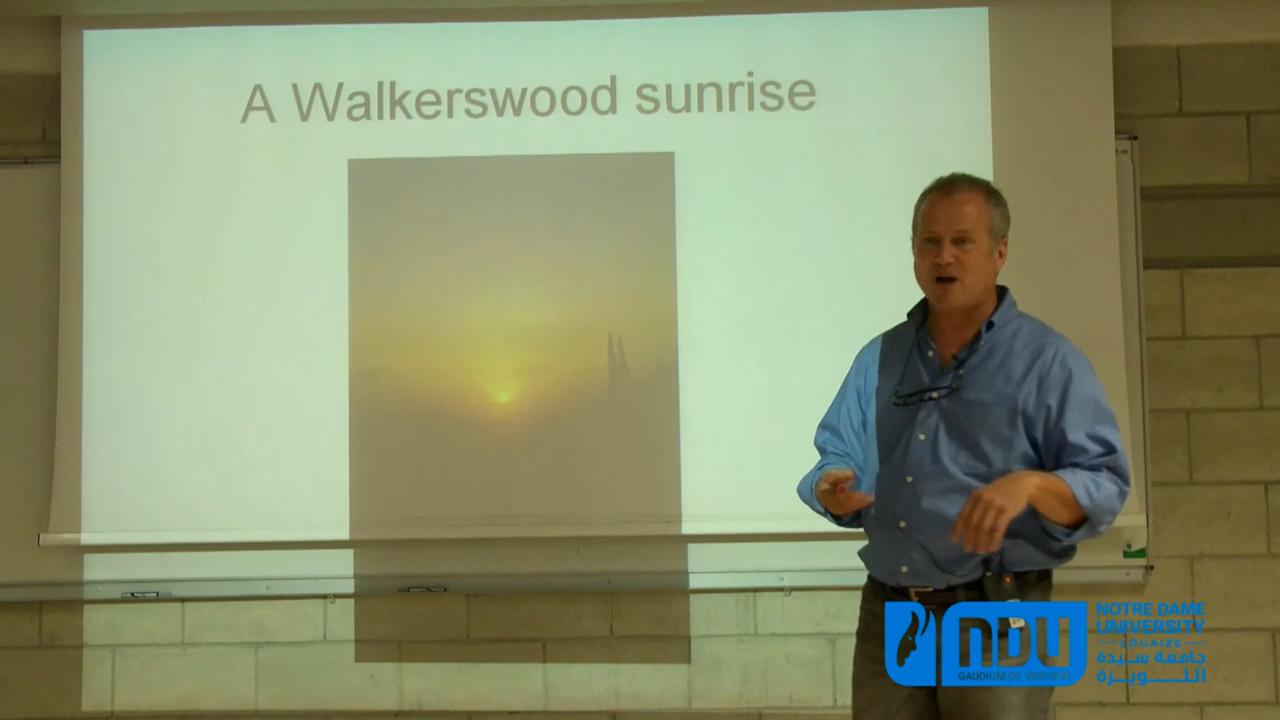 A Walkerswood sunrise
NDU
GAUDIUM DE VERITATE
NOTRE DAME
UNIVERSITY
LOUAIZE
جامعة سيدة
اللويزة